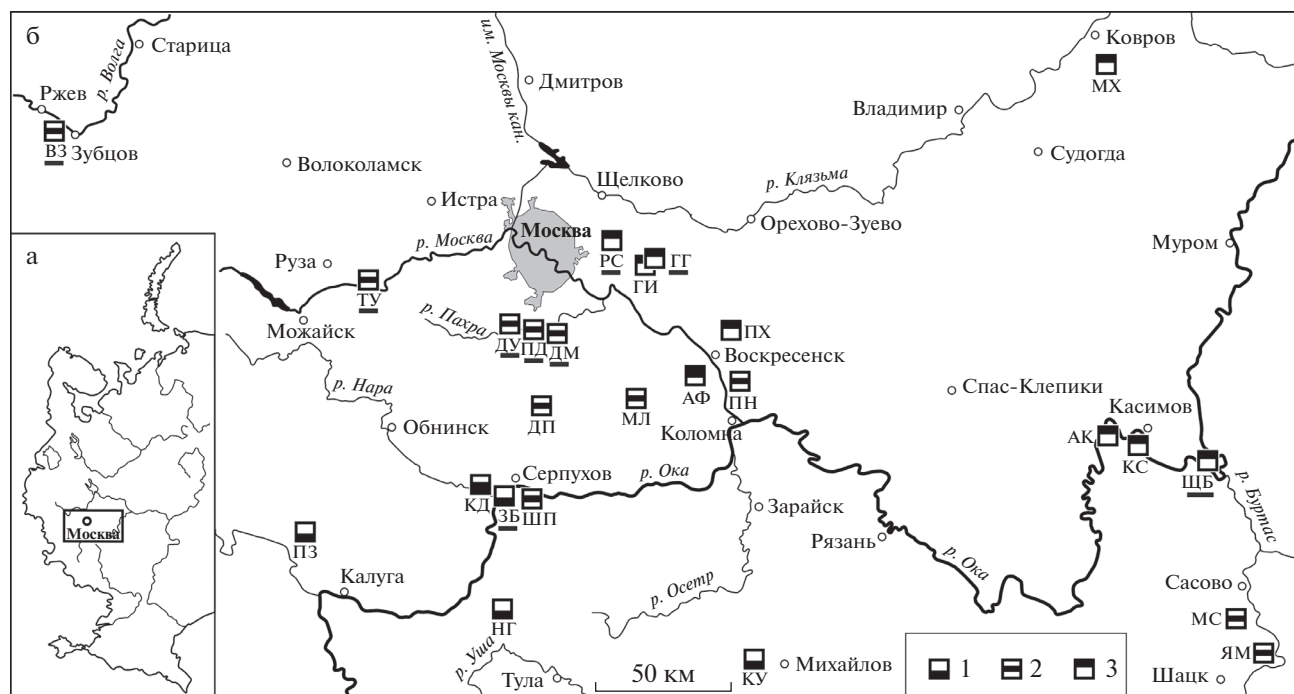 б
Старица
р. Волга
Ржев
ВЗ
Зубцов
им. Москвы кан.
Дмитров
Ковров
МХ
Владимир
Судогда
Волоколамск
Щелково
р. Клязьма
Истра
Орехово-Зуево
Москва
р. Москва
Муром
а
Руза
РС
ГИ
ГГ
ТУ
Можайск
р. Пахра
ДУ
ПД
ДМ
ПХ
Воскресенск
р. Нара
АФ
ПН
Спас-Клепики
Обнинск
ДП
МЛ
Коломна
Касимов
АК
КС
Серпухов
р. Ока
КД
ЗБ
ШП
ЩБ
р. Буртас
Москва
Зарайск
Рязань
ПЗ
Калуга
р. Осетр
р. Ока
Сасово
НГ
МС
р. Уша
Тула
50 км
КУ
Михайлов
1
2
3
Шацк
ЯМ